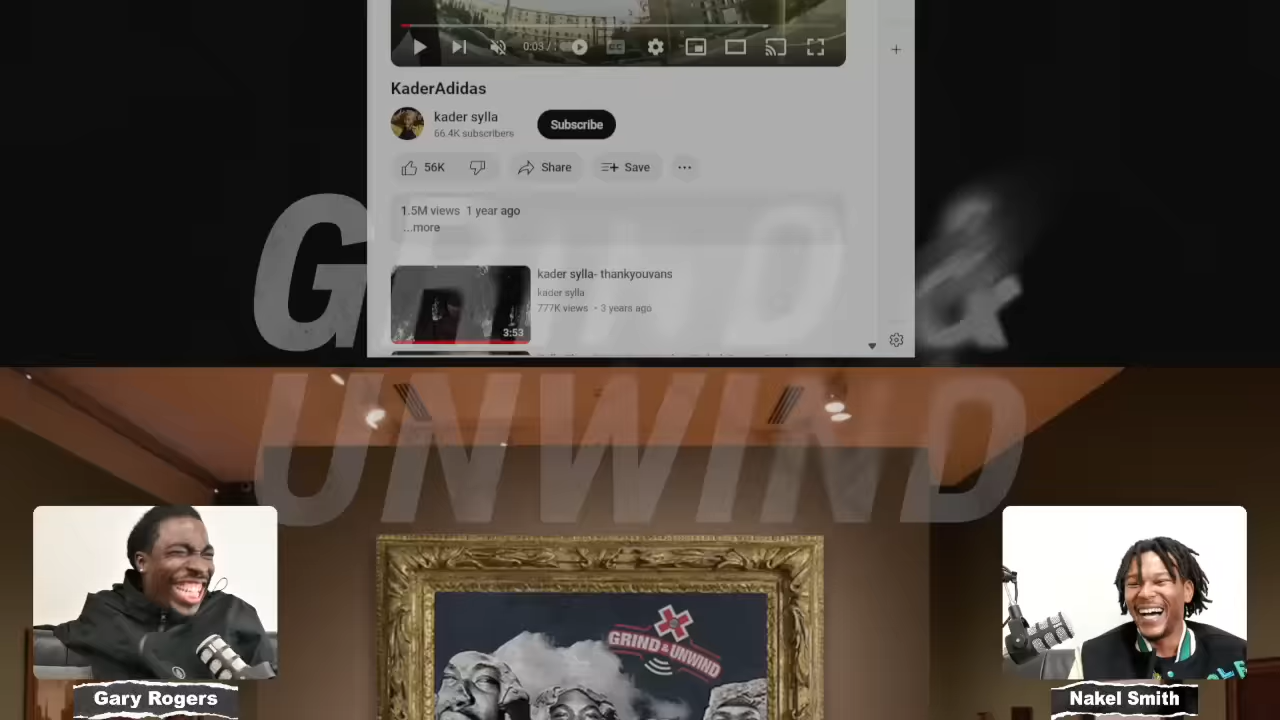 0:03 /
CC
KaderAdidas
kader sylla
66.4K subscribers
Subscribe
56K
Share
Save
1.5M views 1 year ago
...more
GRIND &
UNWIND
3:53
kader sylla- thankyouvans
kader sylla
777K views • 3 years ago
GRIND & UNWIND
Gary Rogers
Nakel Smith